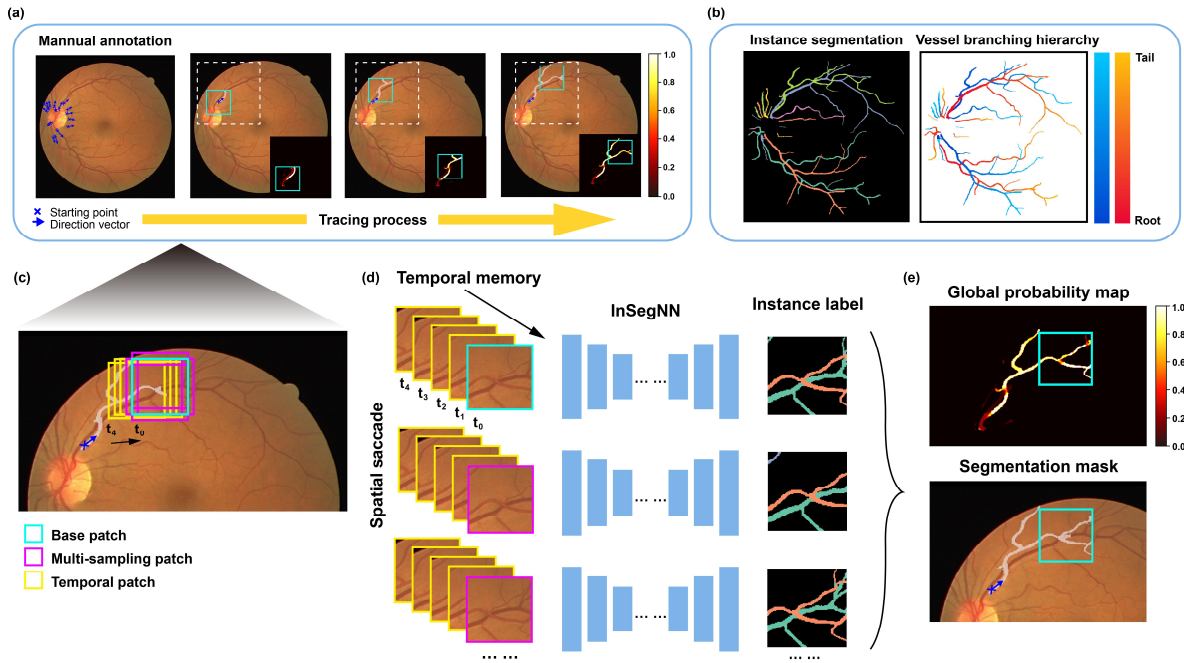 (a)
Mannual annotation
1.0
0.8
0.6
0.4
0.2
0.0
Starting point
Direction vector
Tracing process
(b)
Instance segmentation
Vessel branching hierarchy
Tail
Root
(c)
t4
t0
Base patch
Multi-sampling patch
Temporal patch
(d)
Temporal memory
InSegNN
Instance label
Spatial saccade
t4
t3
t2
t1
t0
... ...
... ...
... ...
... ...
... ...
(e)
Global probability map
1.0
0.8
0.6
0.4
0.2
0.0
Segmentation mask